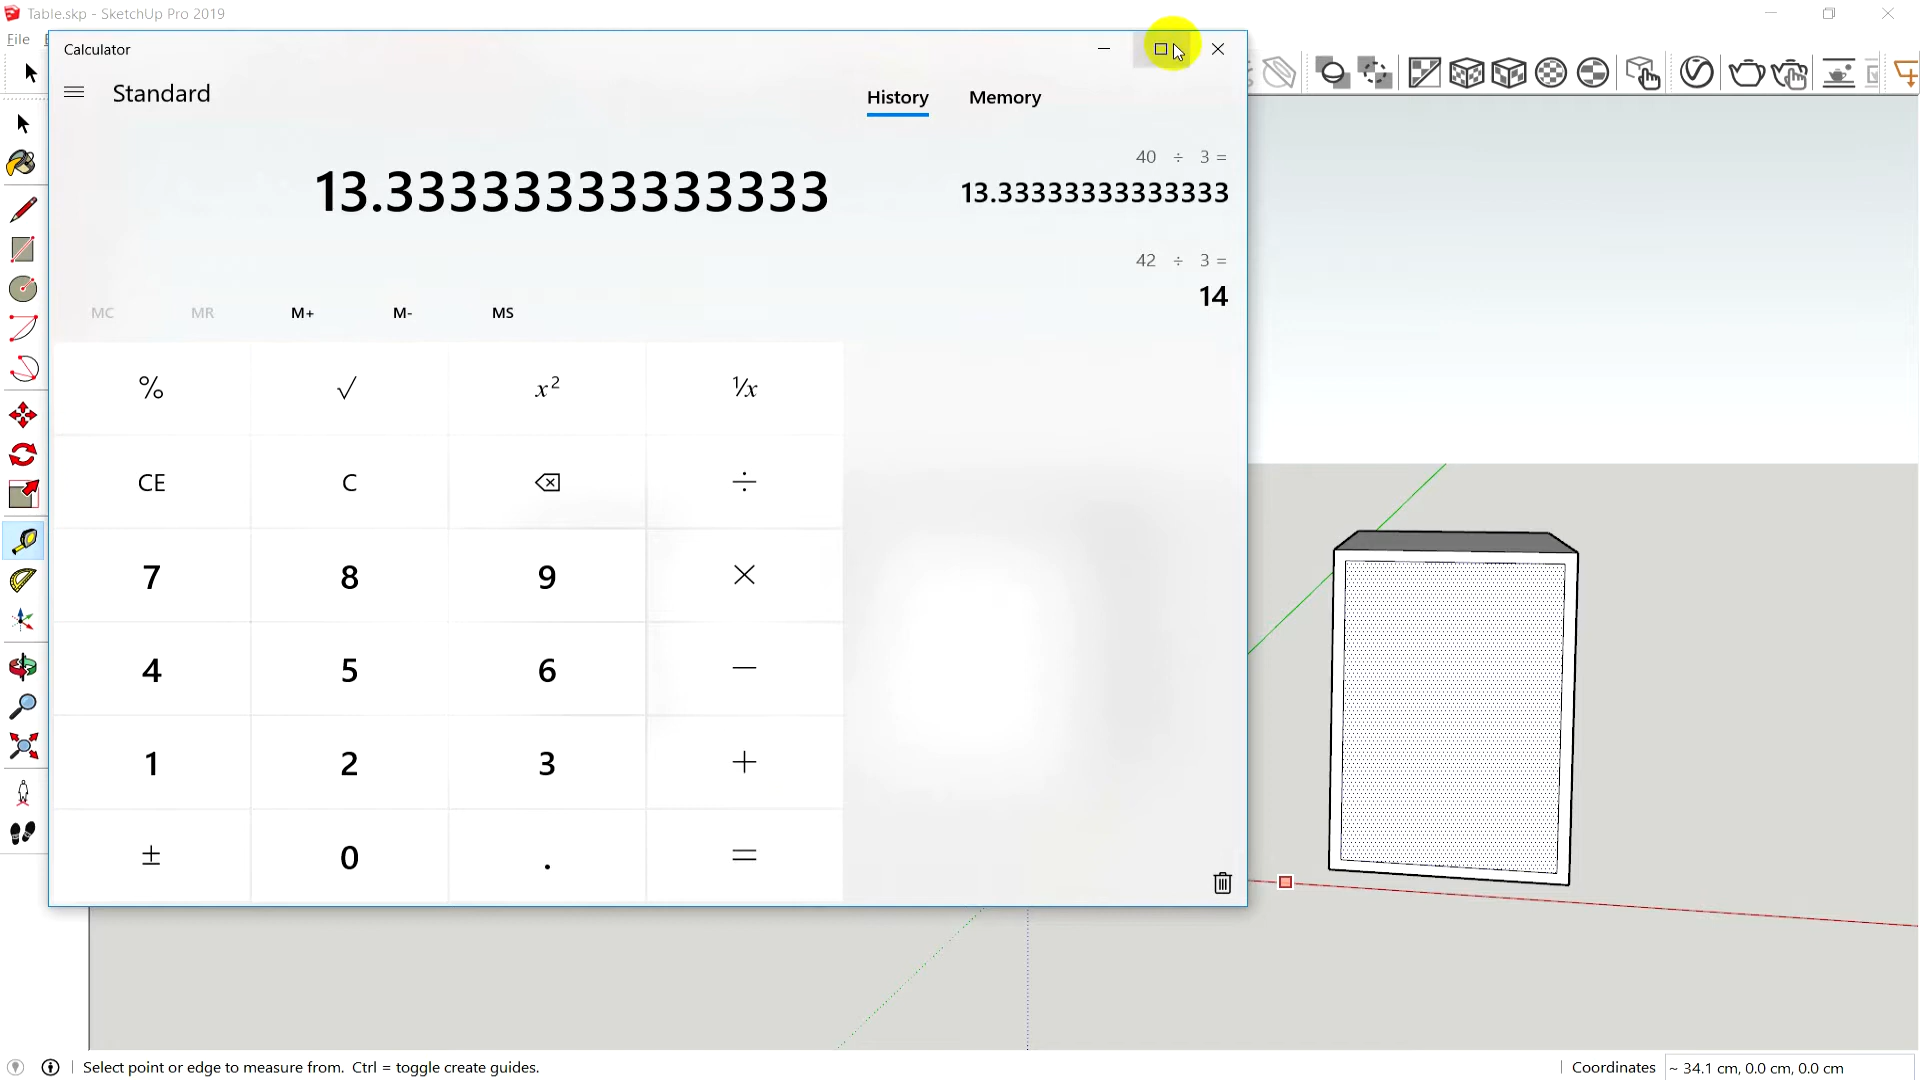 Table.skp - SketchUp Pro 2019
File
Calculator
Standard
History
Memory
40 ÷ 3 =
13.33333333333333
13.33333333333333
42 ÷ 3 =
14
MC
MR
M+
M-
MS
% √ x² ¹/x
CE C ÷
7 8 9 ×
4 5 6 −
1 2 3 +
± 0 . =
Select point or edge to measure from. Ctrl = toggle create guides.
Coordinates
~ 34.1 cm, 0.0 cm, 0.0 cm